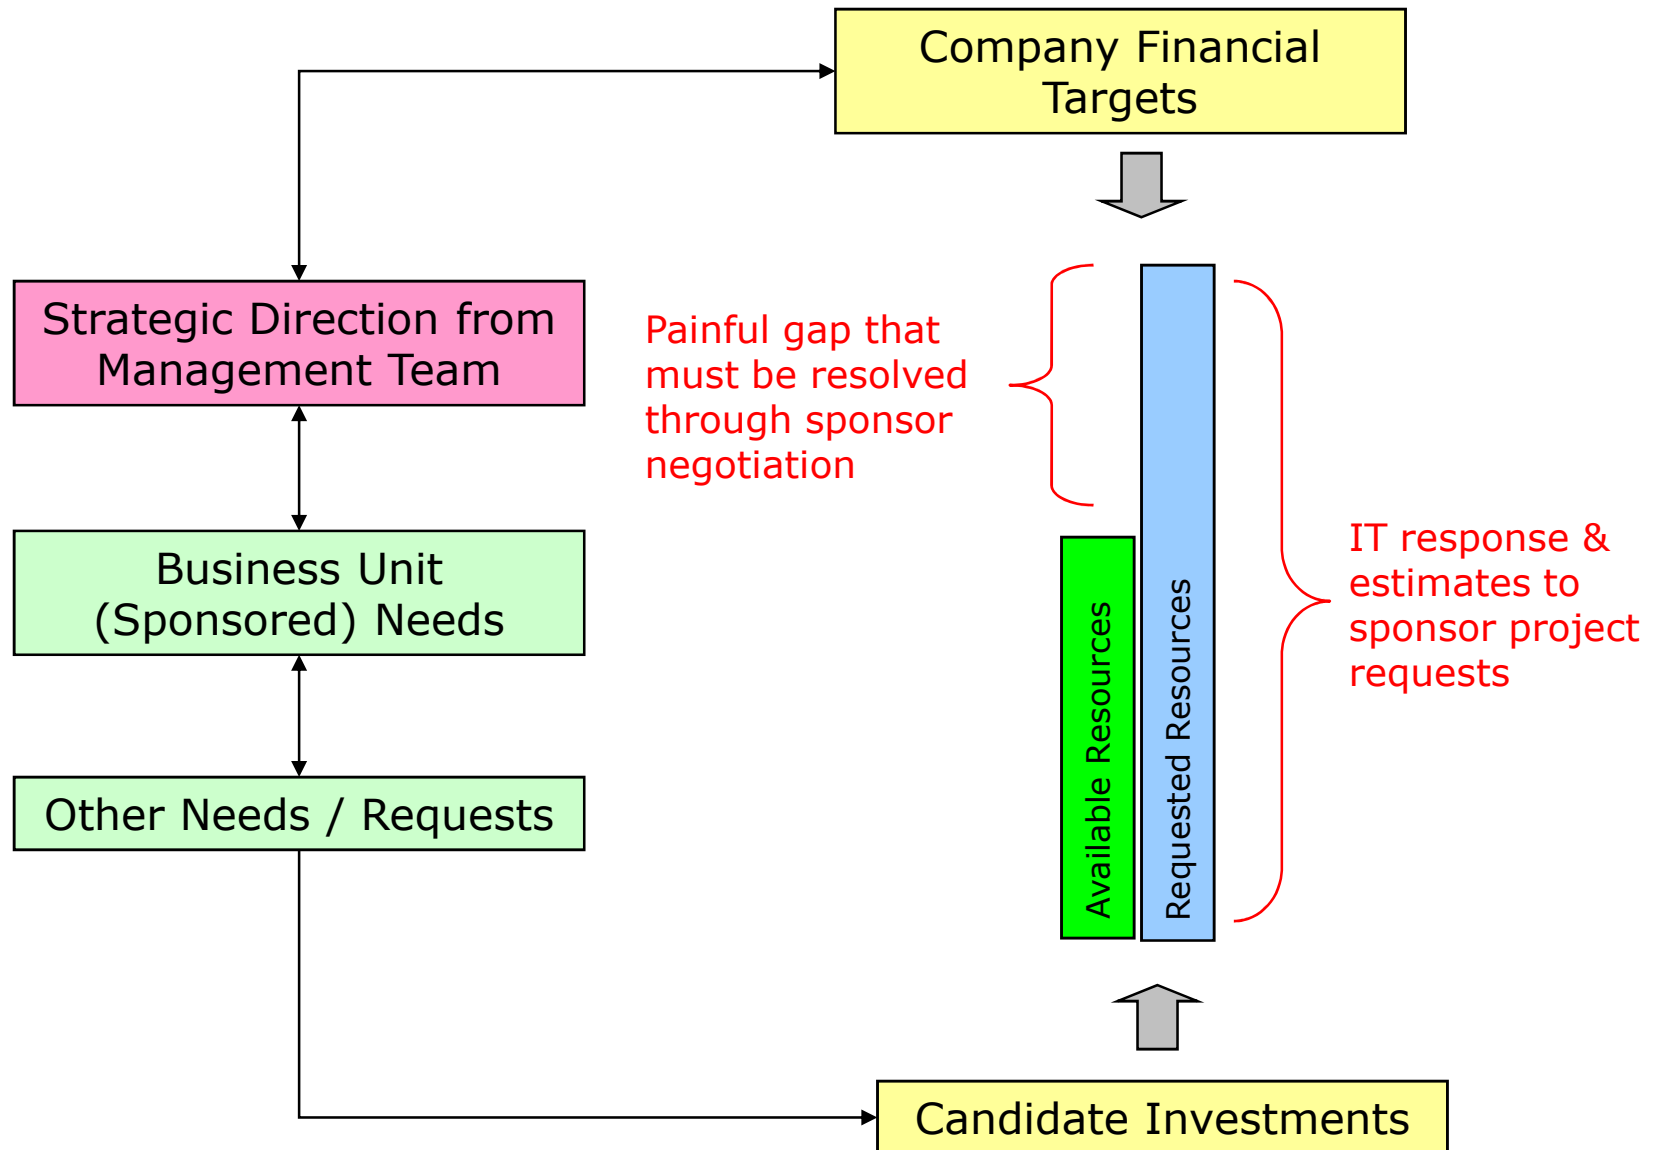 Company Financial
Targets
Strategic Direction from
Management Team
Painful gap that
must be resolved
through sponsor
negotiation
Business Unit
(Sponsored) Needs
IT response &
estimates to
sponsor project
requests
Available Resources
Requested Resources
Other Needs / Requests
Candidate Investments